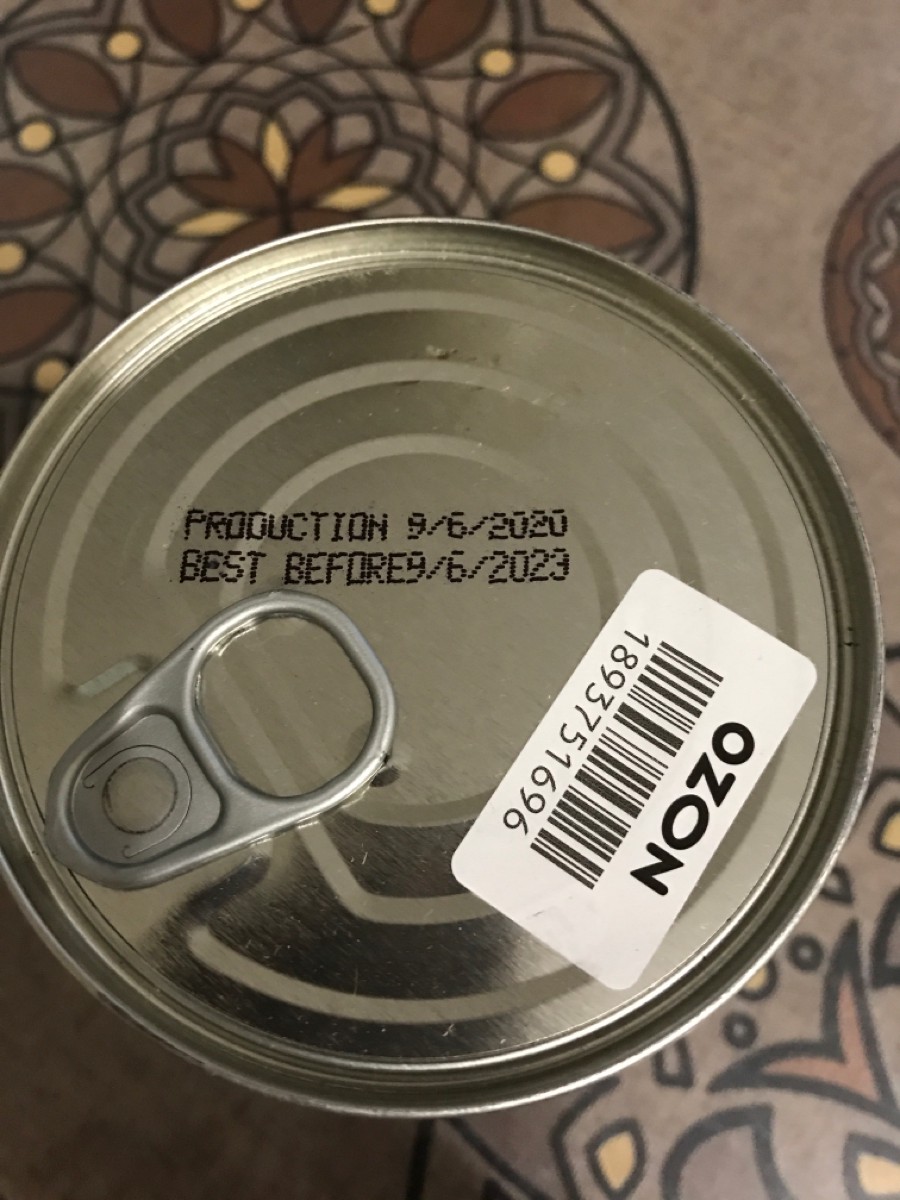 PRODUCTION 9/6/2020
BEST BEFORE9/6/2023
1893751696
OZON